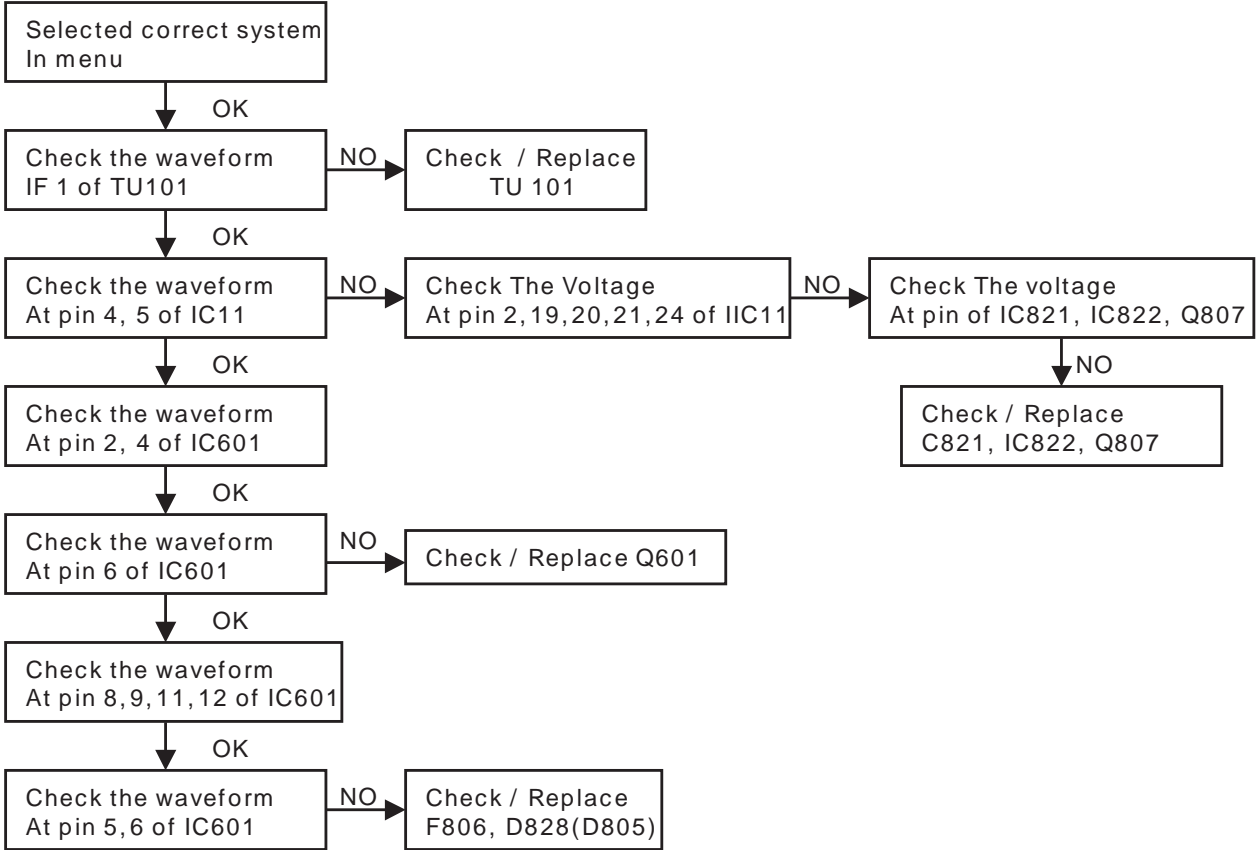 Selected correct system
In menu
OK
Check the waveform
IF 1 of TU101
NO
Check / Replace
TU 101
OK
Check the waveform
At pin 4, 5 of IC11
NO
Check The Voltage
At pin 2,19,20,21,24 of IIC11
NO
Check The voltage
At pin of IC821, IC822, Q807
NO
Check / Replace
C821, IC822, Q807
OK
Check the waveform
At pin 2, 4 of IC601
OK
Check the waveform
At pin 6 of IC601
NO
Check / Replace Q601
OK
Check the waveform
At pin 8,9,11,12 of IC601
OK
Check the waveform
At pin 5,6 of IC601
NO
Check / Replace
F806, D828(D805)